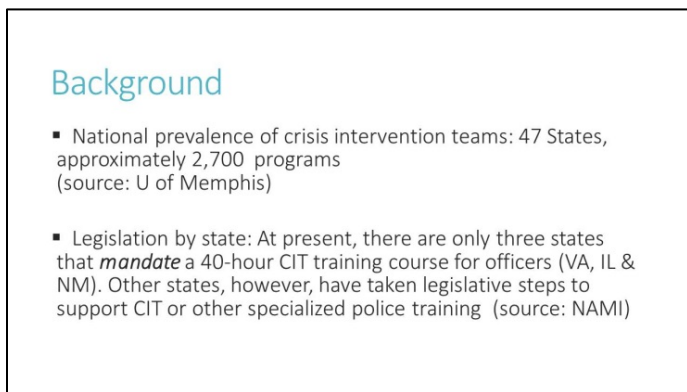 Background
▪ National prevalence of crisis intervention teams: 47 States,
approximately 2,700 programs
(source: U of Memphis)
▪ Legislation by state: At present, there are only three states
that mandate a 40-hour CIT training course for officers (VA, IL &
NM). Other states, however, have taken legislative steps to
support CIT or other specialized police training (source: NAMI)